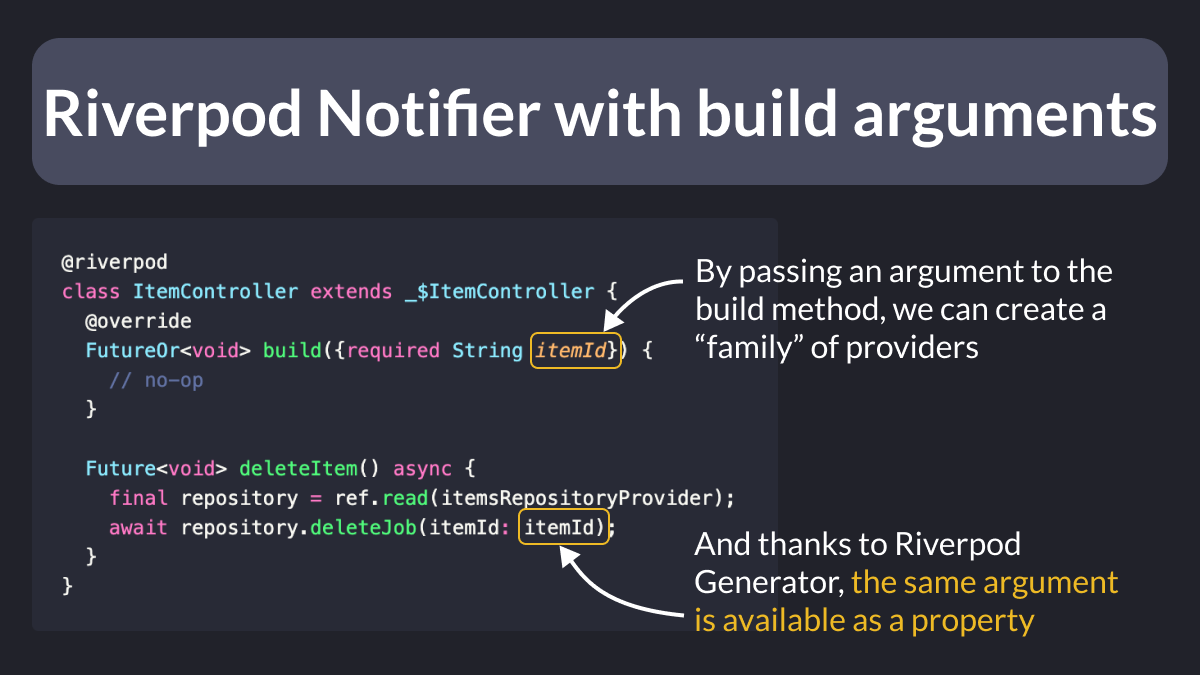 Riverpod Notifier with build arguments
@riverpod
class ItemController extends _$ItemController {
  @override
  FutureOr<void> build({required String itemId}) {
    // no-op
  }
  Future<void> deleteItem() async {
    final repository = ref.read(itemsRepositoryProvider);
    await repository.deleteJob(itemId: itemId);
  }
}
By passing an argument to the
build method, we can create a
“family” of providers
And thanks to Riverpod
Generator, the same argument
is available as a property